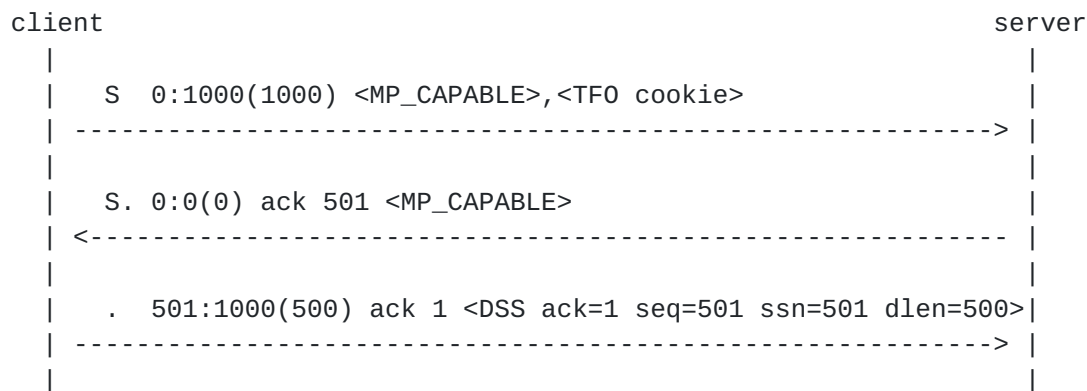 client server
S 0:1000(1000) <MP_CAPABLE>,<TFO cookie>
S. 0:0(0) ack 501 <MP_CAPABLE>
. 501:1000(500) ack 1 <DSS ack=1 seq=501 ssn=501 dlen=500>